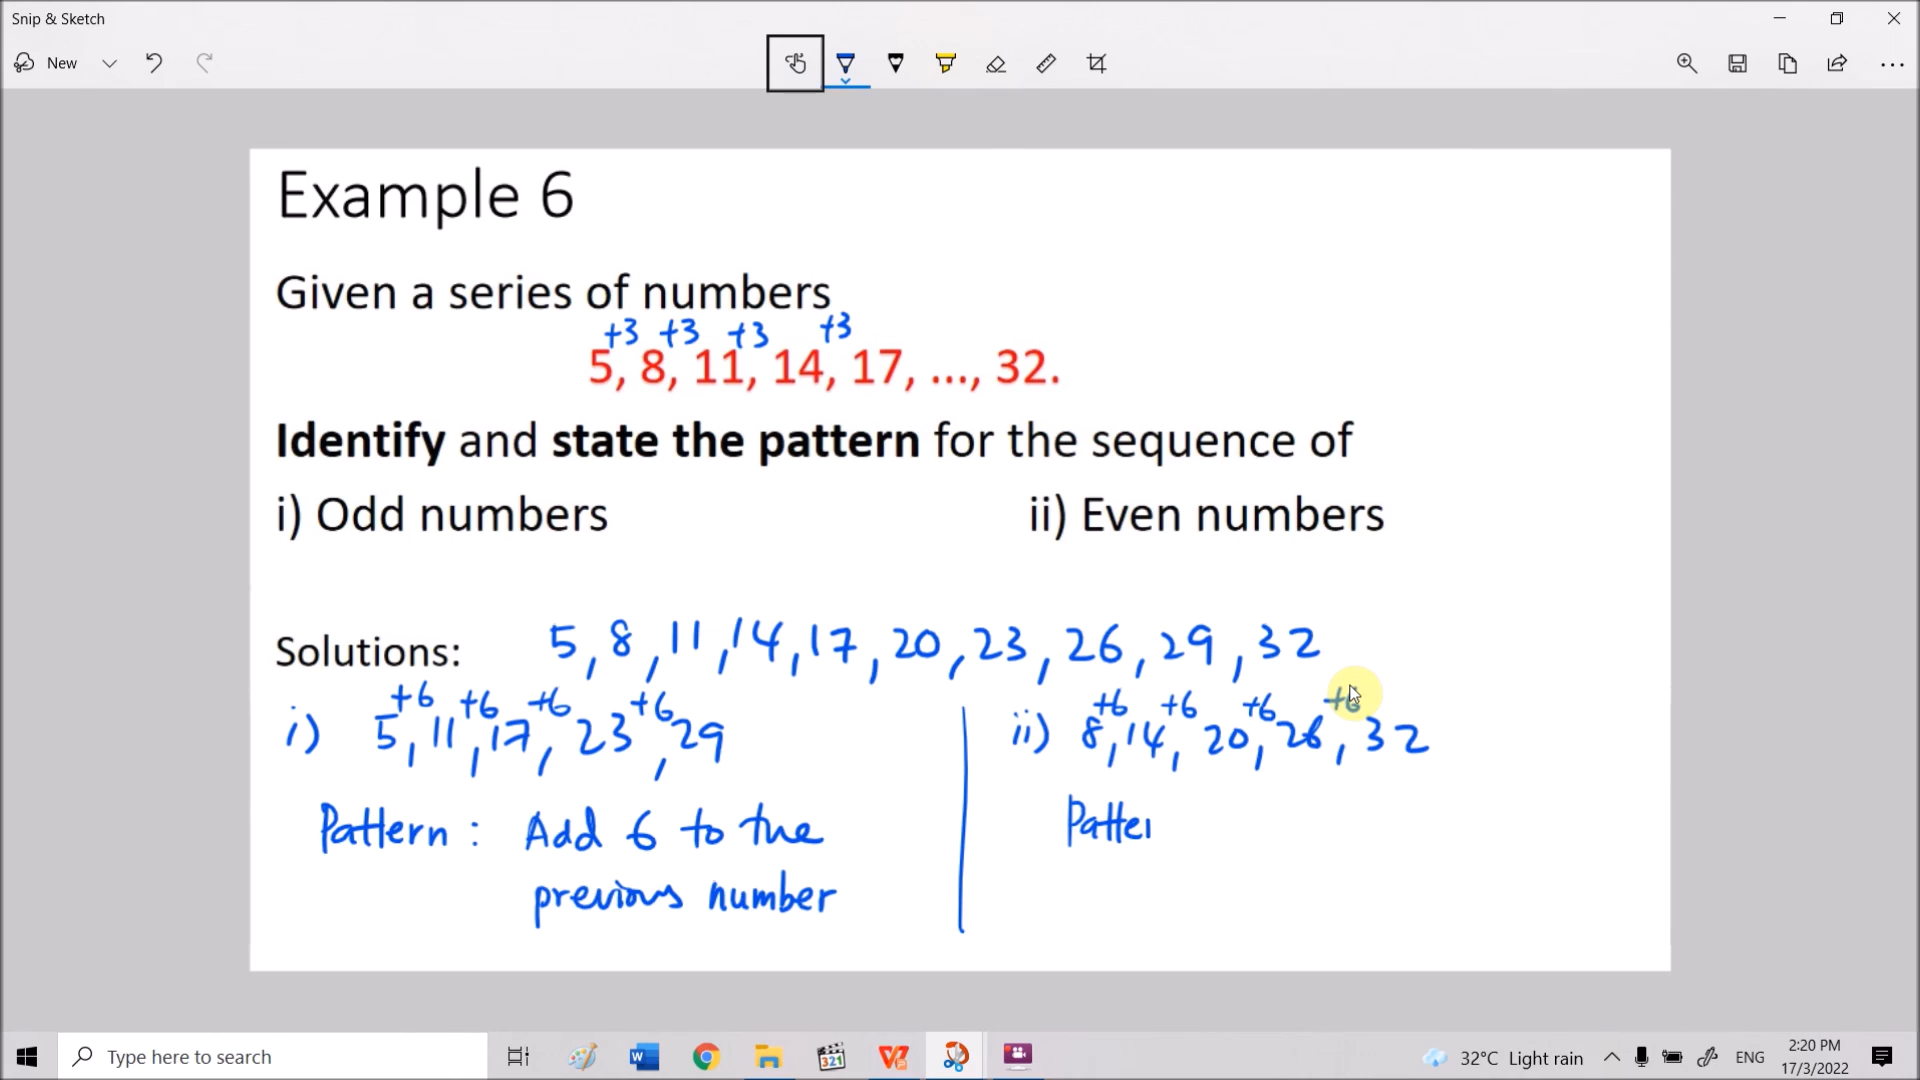 Snip & Sketch
New
Example 6
Given a series of numbers
+3 +3 +3 +3
5, 8, 11, 14, 17, ..., 32.
Identify and state the pattern for the sequence of
i) Odd numbers ii) Even numbers
Solutions: 5, 8, 11, 14, 17, 20, 23, 26, 29, 32
+6 +6 +6 +6 +6 +6 +6 +6
i) 5, 11, 17, 23, 29 ii) 8, 14, 20, 26, 32
Pattern : Add 6 to the Patter
previous number
Type here to search
321
32°C Light rain
ENG
2:20 PM
17/3/2022